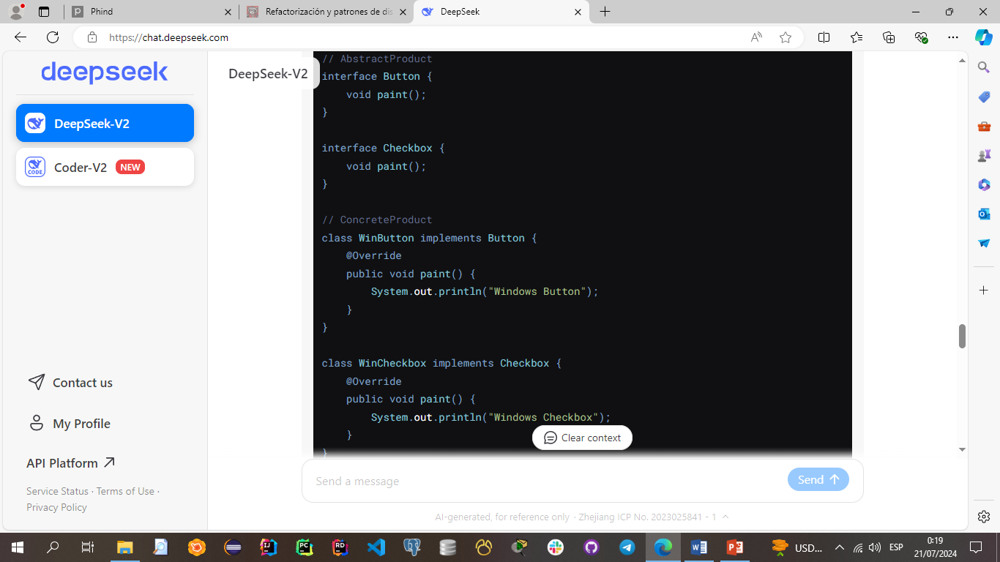 Phind
Refactorización y patrones de dis
DeepSeek
https://chat.deepseek.com
deepseek
DeepSeek-V2
Coder-V2 NEW
CODE
Contact us
My Profile
API Platform
Service Status · Terms of Use ·
Privacy Policy
DeepSeek-V2
// AbstractProduct
interface Button {
    void paint();
}
interface Checkbox {
    void paint();
}
// ConcreteProduct
class WinButton implements Button {
    @Override
    public void paint() {
        System.out.println("Windows Button");
    }
}
class WinCheckbox implements Checkbox {
    @Override
    public void paint() {
        System.out.println("Windows Checkbox");
    }
}
Clear context
Send a message
Send
AI-generated, for reference only · Zhejiang ICP No. 2023025841 - 1
USD...
ESP
0:19
21/07/2024